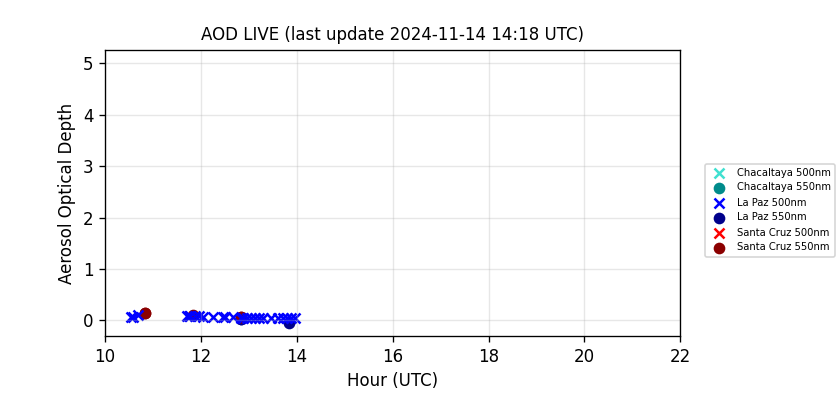 AOD LIVE (last update 2024-11-14 14:18 UTC)
5
4
3
2
1
0
Aerosol Optical Depth
10 12 14 16 18 20 22
Hour (UTC)
Chacaltaya 500nm
Chacaltaya 550nm
La Paz 500nm
La Paz 550nm
Santa Cruz 500nm
Santa Cruz 550nm